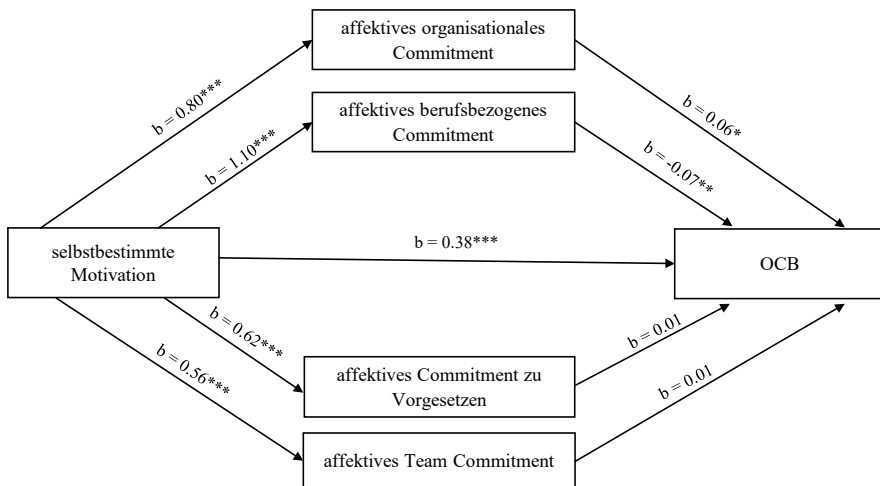 affektives organisationales
Commitment
b = 0.80***
b = 0.06*
affektives berufsbezogenes
Commitment
b = 1.10***
b = -0.07**
selbstbestimmte
Motivation
b = 0.38***
OCB
b = 0.62***
b = 0.01
affektives Commitment zu
Vorgesetzen
b = 0.56***
b = 0.01
affektives Team Commitment